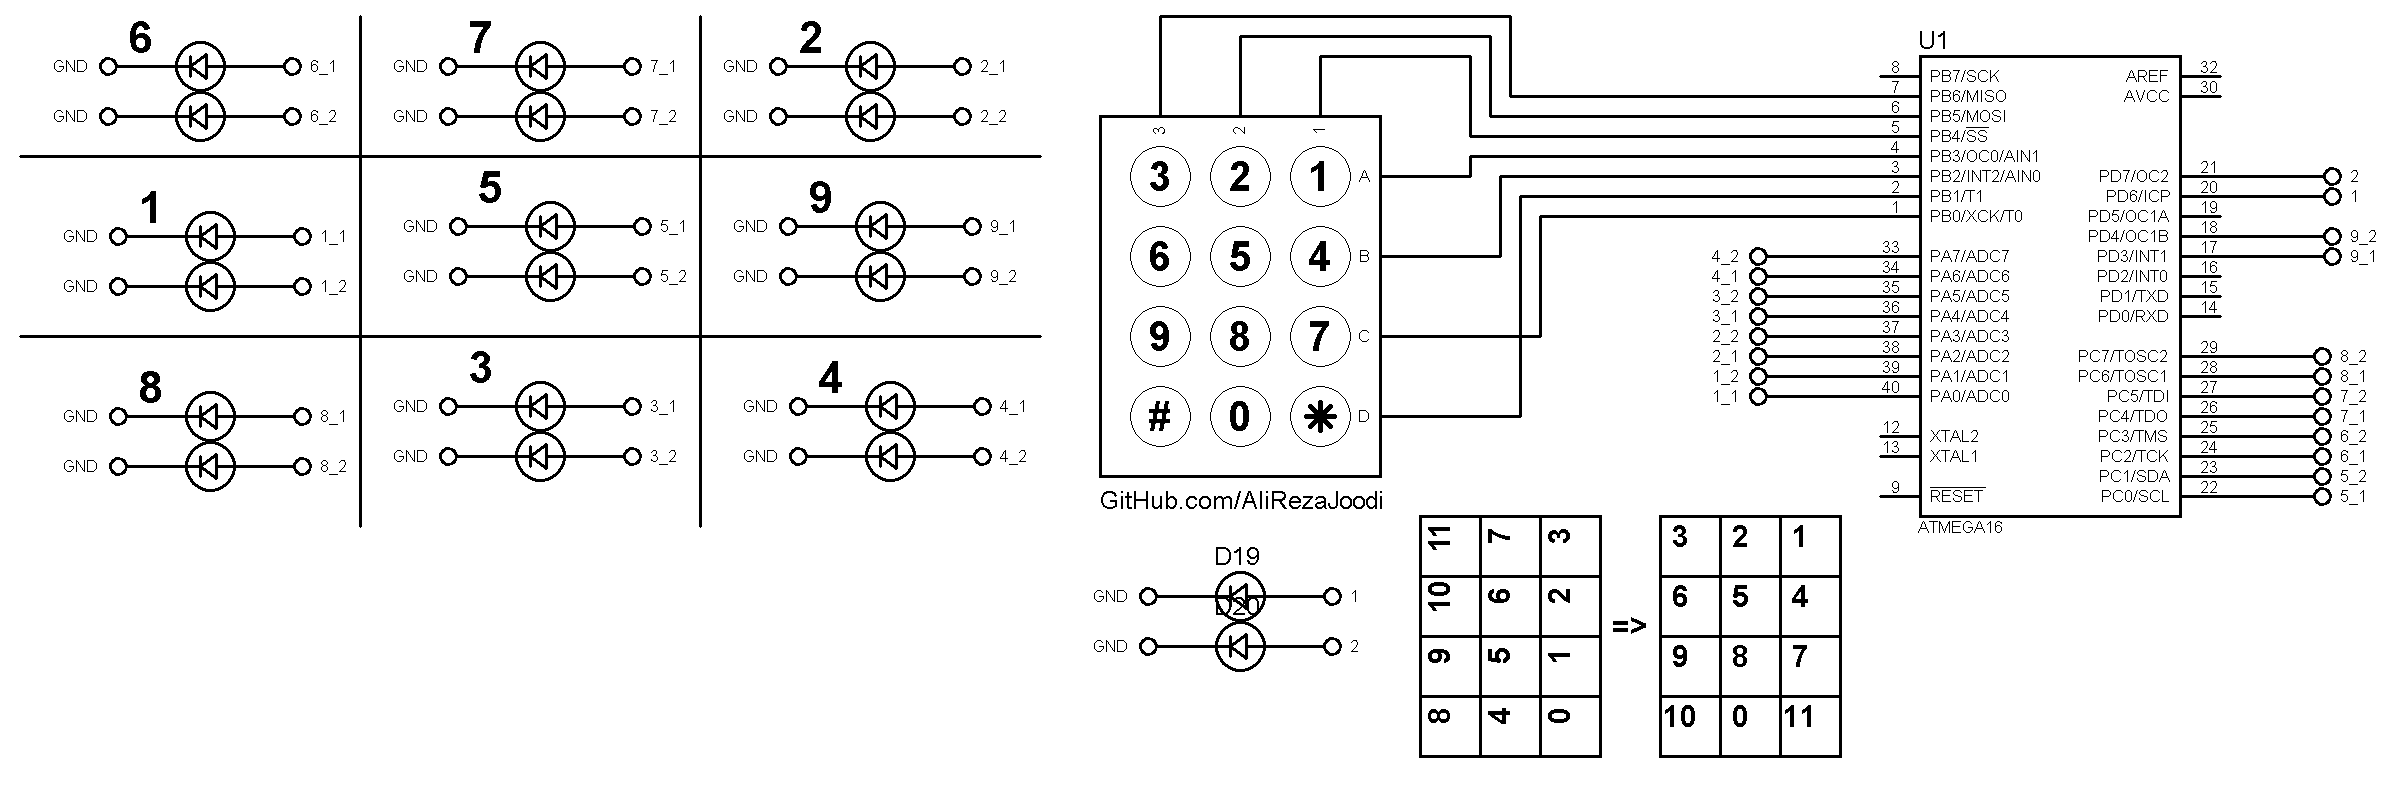 6
GND 6_1
GND 6_2
7
GND 7_1
GND 7_2
2
GND 2_1
GND 2_2
1
GND 1_1
GND 1_2
5
GND 5_1
GND 5_2
9
GND 9_1
GND 9_2
8
GND 8_1
GND 8_2
3
GND 3_1
GND 3_2
4
GND 4_1
GND 4_2
3 2 1
3 2 1 A
6 5 4 B
9 8 7 C
# 0 * D
GitHub.com/AliRezaJoodi
D19
GND 1
D20
GND 2
11 7 3
10 6 2
9 5 1
8 4 0
=>
3 2 1
6 5 4
9 8 7
10 0 11
U1
8 PB7/SCK
7 PB6/MISO
6 PB5/MOSI
5 PB4/SS
4 PB3/OC0/AIN1
3 PB2/INT2/AIN0
2 PB1/T1
1 PB0/XCK/T0
4_2 33 PA7/ADC7
4_1 34 PA6/ADC6
3_2 35 PA5/ADC5
3_1 36 PA4/ADC4
2_2 37 PA3/ADC3
2_1 38 PA2/ADC2
1_2 39 PA1/ADC1
1_1 40 PA0/ADC0
12 XTAL2
13 XTAL1
9 RESET
AREF 32
AVCC 30
PD7/OC2 21 2
PD6/ICP 20 1
PD5/OC1A 19
PD4/OC1B 18 9_2
PD3/INT1 17 9_1
PD2/INT0 16
PD1/TXD 15
PD0/RXD 14
PC7/TOSC2 29 8_2
PC6/TOSC1 28 8_1
PC5/TDI 27 7_2
PC4/TDO 26 7_1
PC3/TMS 25 6_2
PC2/TCK 24 6_1
PC1/SDA 23 5_2
PC0/SCL 22 5_1
ATMEGA16